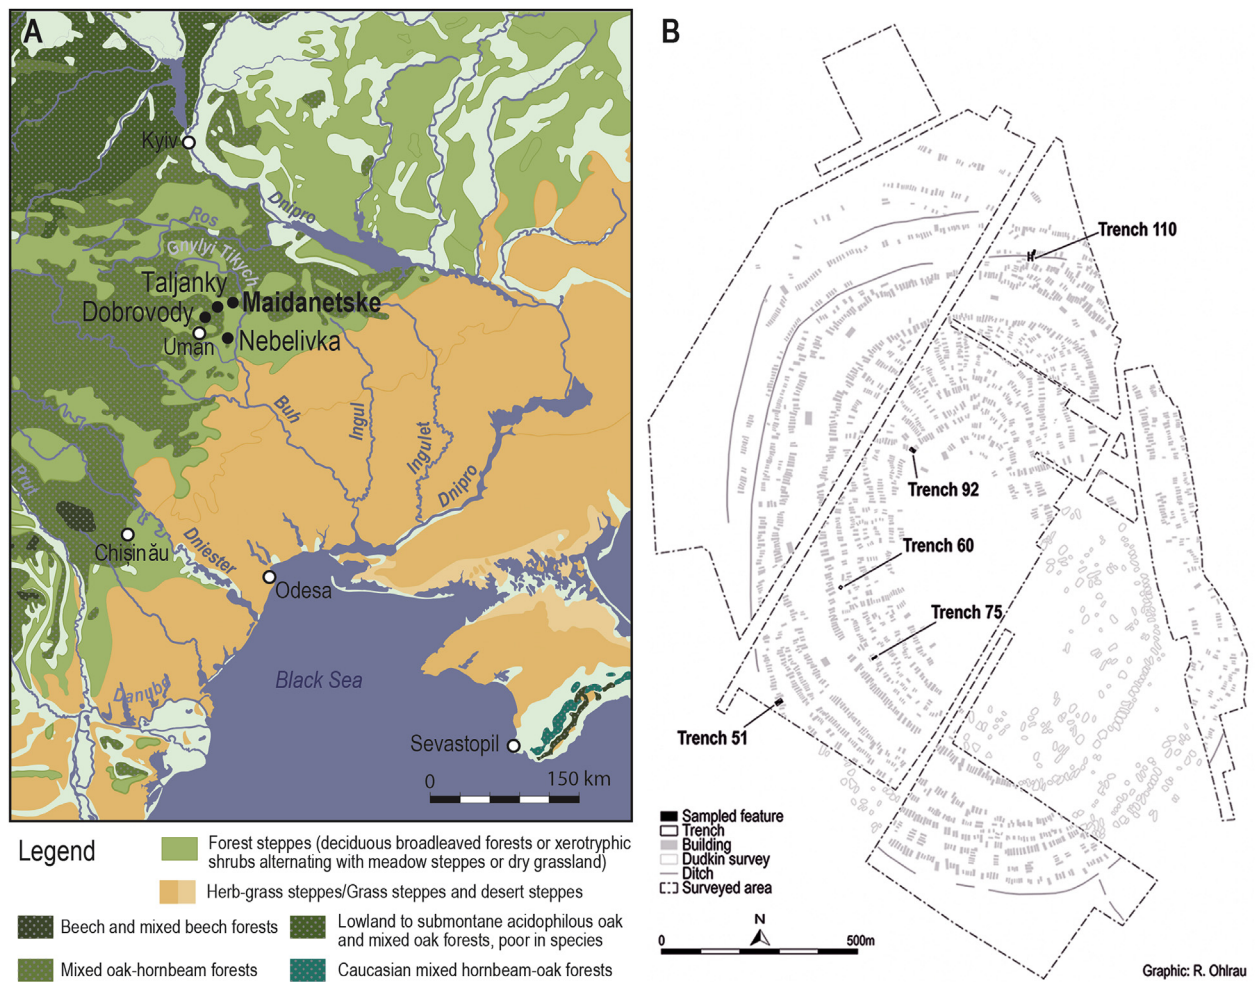 A
Kyiv
Dnipro
Ros
Gnylyi Tikych
Taljanky
Maidanetske
Dobrovody
Uman
Nebelivka
Buh
Ingul
Ingulet
Dnipro
Prut
Dniester
Chișinău
Odesa
Danube
Black Sea
Sevastopil
0 150 km
Legend
Forest steppes (deciduous broadleaved forests or xerotryphic
shrubs alternating with meadow steppes or dry grassland)
Herb-grass steppes/Grass steppes and desert steppes
Beech and mixed beech forests
Lowland to submontane acidophilous oak
and mixed oak forests, poor in species
Mixed oak-hornbeam forests
Caucasian mixed hornbeam-oak forests
B
Trench 110
Trench 92
Trench 60
Trench 75
Trench 51
Sampled feature
Trench
Building
Dudkin survey
Ditch
Surveyed area
N
0 500m
Graphic: R. Ohlrau